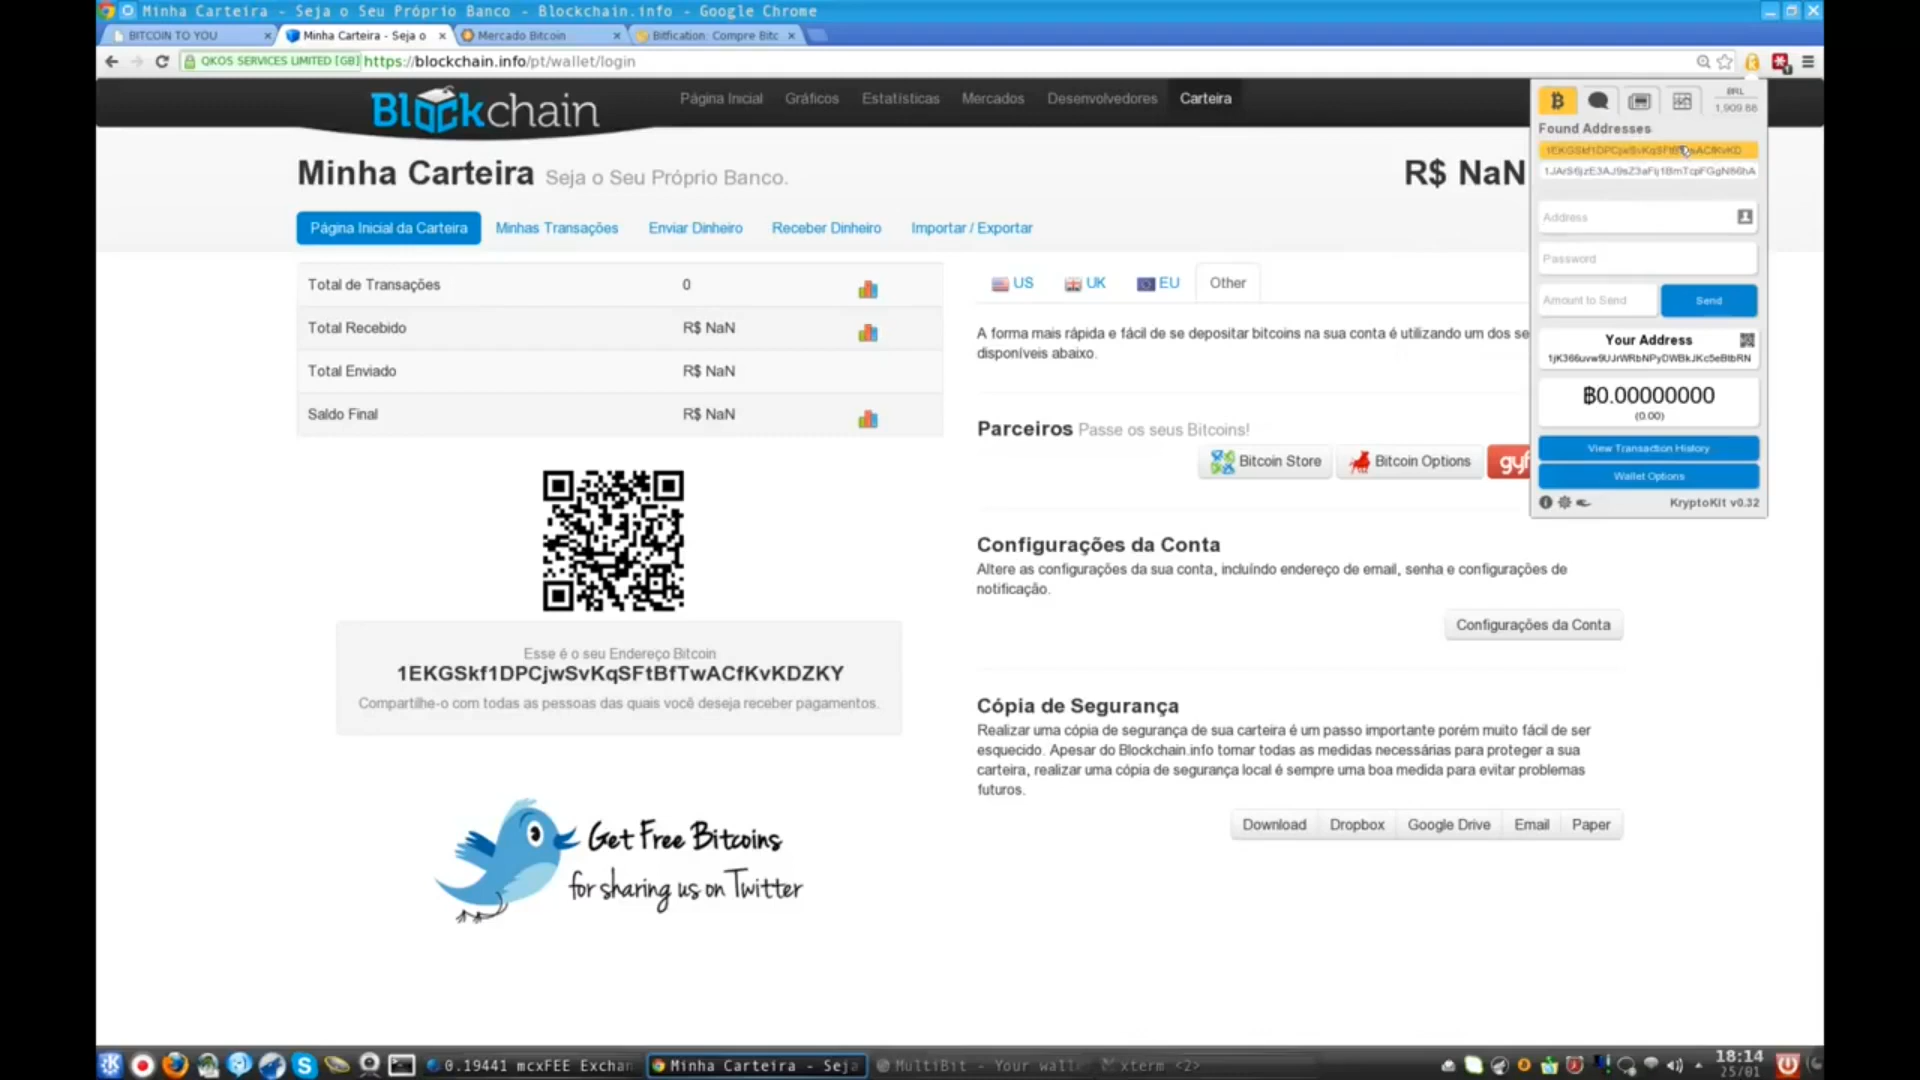 Minha Carteira - Seja o Seu Próprio Banco - Blockchain.info - Google Chrome
BITCOIN TO YOU
Minha Carteira - Seja o
Mercado Bitcoin
Bitfication: Compre Bitc
QKOS SERVICES LIMITED [GB] https://blockchain.info/pt/wallet/login
Blockchain
Página Inicial Gráficos Estatísticas Mercados Desenvolvedores Carteira
Minha Carteira Seja o Seu Próprio Banco.
R$ NaN
Página Inicial da Carteira Minhas Transações Enviar Dinheiro Receber Dinheiro Importar / Exportar
Total de Transações 0
Total Recebido R$ NaN
Total Enviado R$ NaN
Saldo Final R$ NaN
Esse é o seu Endereço Bitcoin
1EKGSkf1DPCjwSvKqSFtBfTwACfKvKDZKY
Compartilhe-o com todas as pessoas das quais você deseja receber pagamentos.
Get Free Bitcoins
for sharing us on Twitter
US UK EU Other
A forma mais rápida e fácil de se depositar bitcoins na sua conta é utilizando um dos se
disponíveis abaixo.
Parceiros Passe os seus Bitcoins!
Bitcoin Store Bitcoin Options gyf
Configurações da Conta
Altere as configurações da sua conta, incluíndo endereço de email, senha e configurações de
notificação.
Configurações da Conta
Cópia de Segurança
Realizar uma cópia de segurança de sua carteira é um passo importante porém muito fácil de ser
esquecido. Apesar do Blockchain.info tomar todas as medidas necessárias para proteger a sua
carteira, realizar uma cópia de segurança local é sempre uma boa medida para evitar problemas
futuros.
Download Dropbox Google Drive Email Paper
BRL
1,909.88
Found Addresses
Address
Password
Amount to Send Send
Your Address
฿0.00000000
(0.00)
View Transaction History
Wallet Options
KryptoKit v0.32
0.19441 mcxFEE Exchan
Minha Carteira - Seja
MultiBit - Your wall
xterm <2>
18:14
25/01